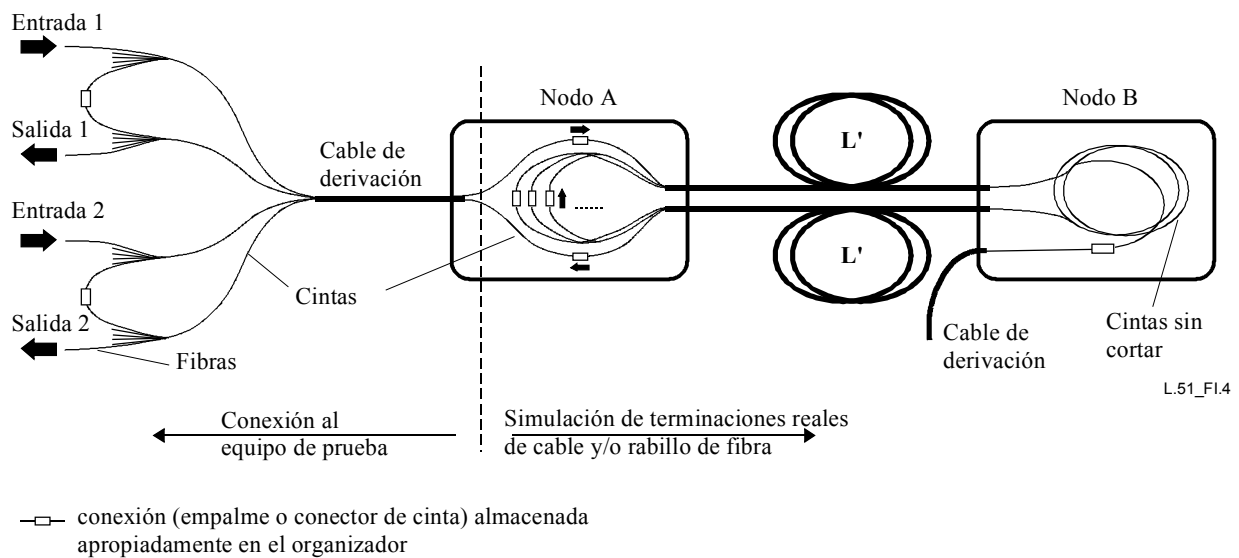 Entrada 1
Salida 1
Entrada 2
Salida 2
Fibras
Cintas
Cable de
derivación
Nodo A
......
L'
L'
Nodo B
Cable de
derivación
Cintas sin
cortar
L.51_FI.4
Conexión al
equipo de prueba
Simulación de terminaciones reales
de cable y/o rabillo de fibra
conexión (empalme o conector de cinta) almacenada
apropiadamente en el organizador